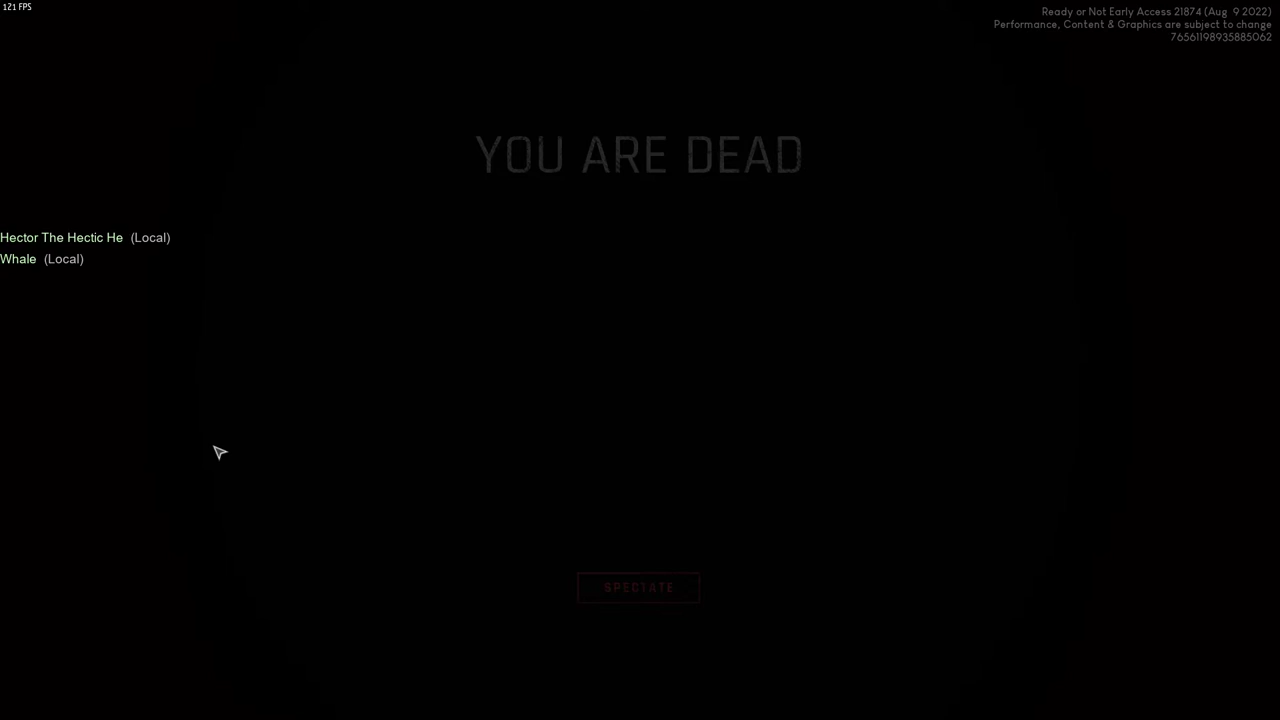 121 FPS
Ready or Not Early Access 21874 (Aug  9 2022)
Performance, Content & Graphics are subject to change
76561198935885062
YOU ARE DEAD
Hector The Hectic He (Local)
Whale (Local)
SPECTATE